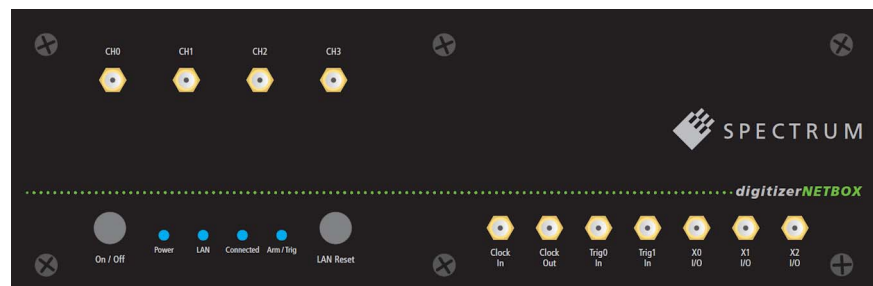 CH0 CH1 CH2 CH3
SPECTRUM
digitizerNETBOX
On / Off Power LAN Connected Arm / Trig LAN Reset
Clock In Clock Out Trig0 In Trig1 In X0 I/O X1 I/O X2 I/O